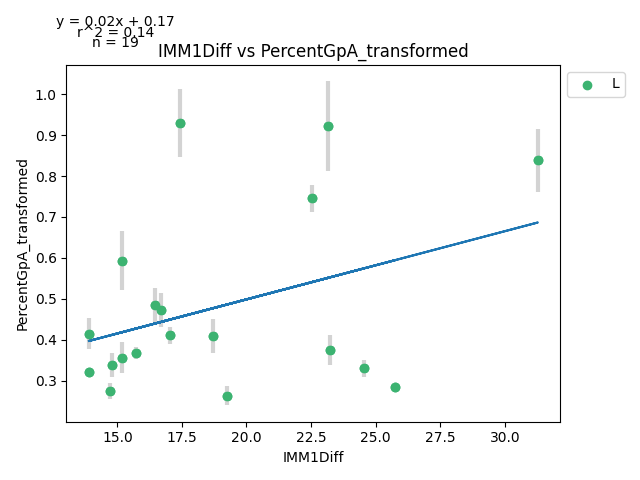 y = 0.02x + 0.17
r^2 = 0.14
n = 19
IMM1Diff vs PercentGpA_transformed
L
PercentGpA_transformed
1.0
0.9
0.8
0.7
0.6
0.5
0.4
0.3
15.0 17.5 20.0 22.5 25.0 27.5 30.0
IMM1Diff